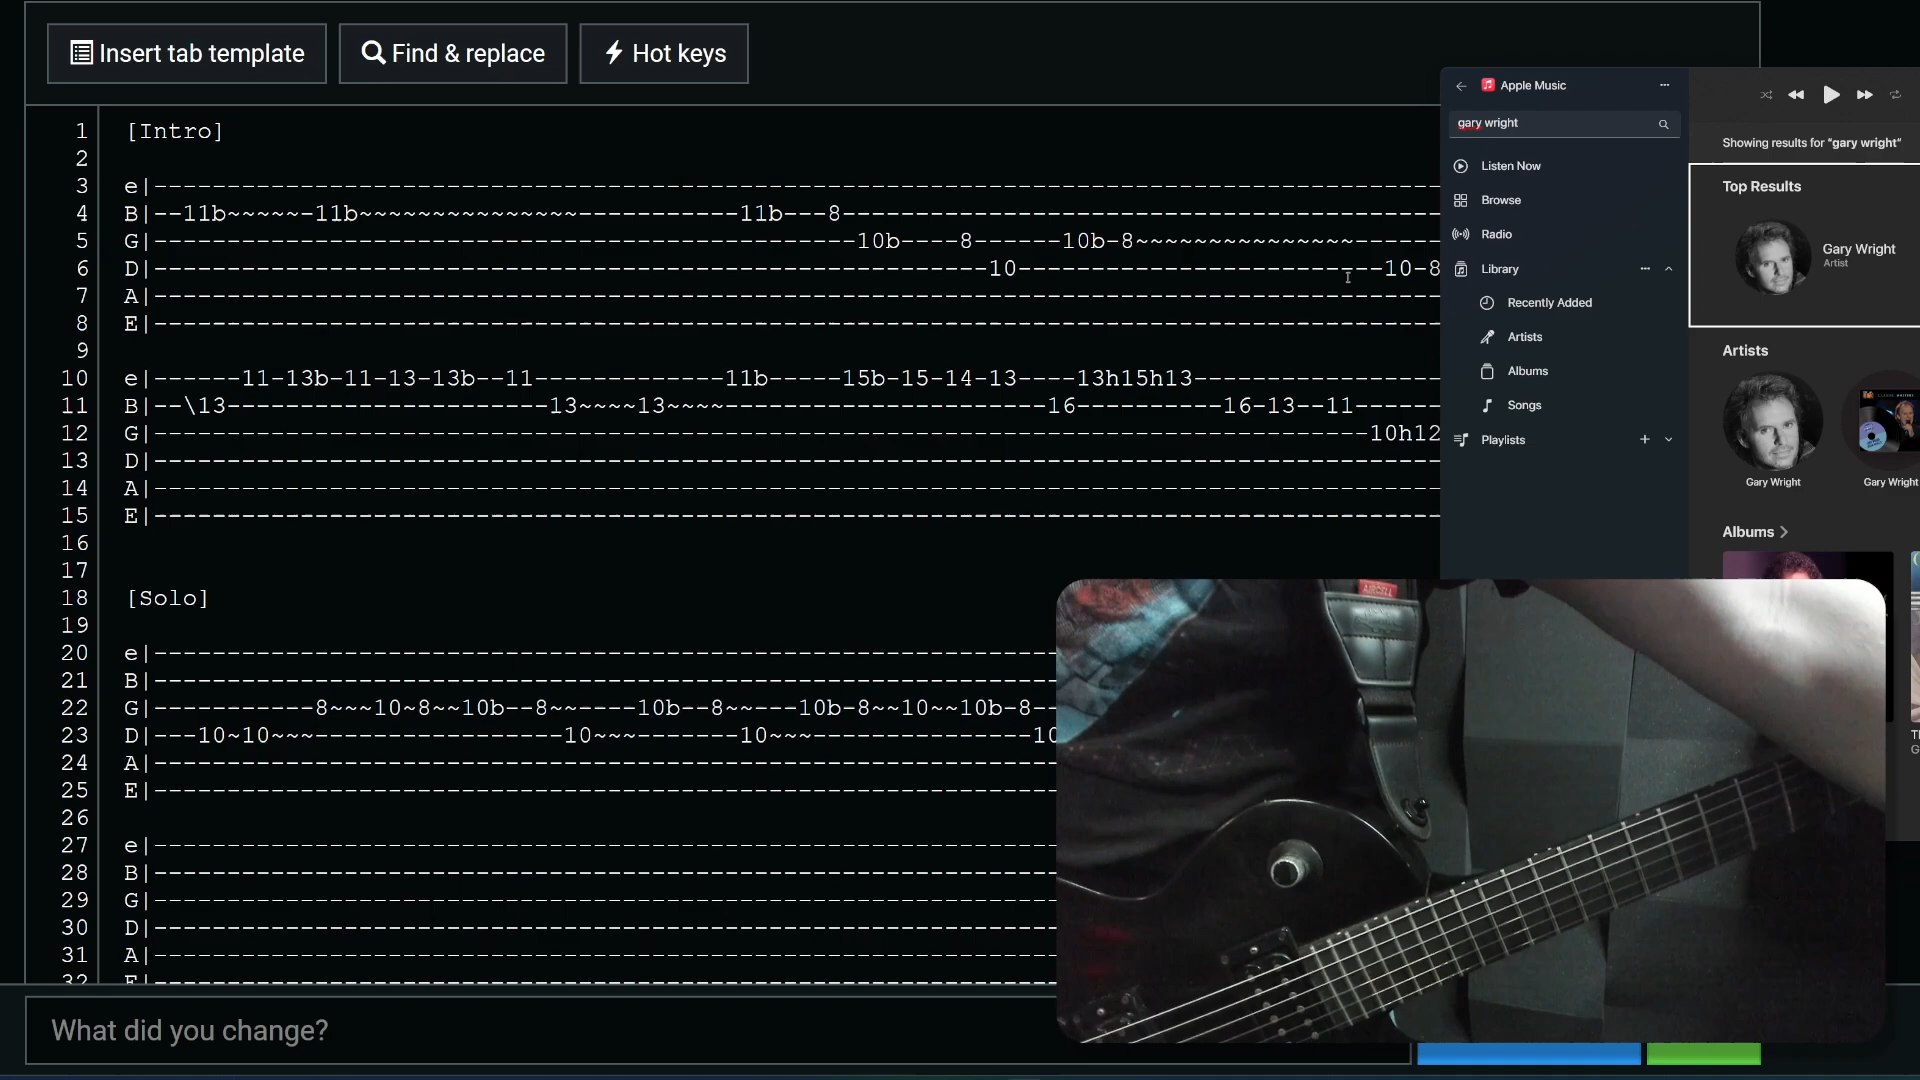 Insert tab template
Find & replace
Hot keys
1 [Intro]
2
3 e|----------------------------------------------------------------------------------------
4 B|--11b~~~~~--11b~~~~~~~~~~~~~~~-----------11b---8-----------------------------------------
5 G|------------------------------------------------10b----8------10b-8~~~~~~~~~~~~~~~------
6 D|---------------------------------------------------------10-------------------------10-8
7 A|----------------------------------------------------------------------------------------
8 E|----------------------------------------------------------------------------------------
9
10 e|------11-13b-11-13-13b--11-------------11b-----15b-15-14-13----13h15h13-----------------
11 B|--\13----------------------13~~~~13~~~~----------------------16----------16-13--11------
12 G|-----------------------------------------------------------------------------------10h12
13 D|----------------------------------------------------------------------------------------
14 A|----------------------------------------------------------------------------------------
15 E|----------------------------------------------------------------------------------------
16
17
18 [Solo]
19
20 e|--------------------------------------------------------------
21 B|--------------------------------------------------------------
22 G|-----------8~~~10~8~~10b--8~~-----10b--8~~-----10b-8~~10~~10b-8--
23 D|---10~10~~~-----------------10~~~-------10~~~---------------10
24 A|--------------------------------------------------------------
25 E|--------------------------------------------------------------
26
27 e|--------------------------------------------------------------
28 B|--------------------------------------------------------------
29 G|--------------------------------------------------------------
30 D|--------------------------------------------------------------
31 A|--------------------------------------------------------------
32 E|--------------------------------------------------------------
What did you change?
Apple Music
gary wright
Listen Now
Browse
Radio
Library
Recently Added
Artists
Albums
Songs
Playlists
Showing results for "gary wright"
Top Results
Gary Wright
Artist
Artists
Gary Wright
Gary Wright
Albums